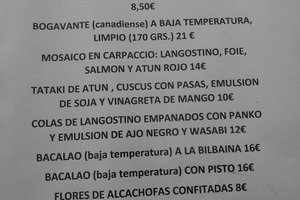 8,50€
BOGAVANTE (canadiense) A BAJA TEMPERATURA,
LIMPIO (170 GRS.) 21 €
MOSAICO EN CARPACCIO: LANGOSTINO, FOIE,
SALMON Y ATUN ROJO 14€
TATAKI DE ATUN , CUSCUS CON PASAS, EMULSION
DE SOJA Y VINAGRETA DE MANGO 10€
COLAS DE LANGOSTINO EMPANADOS CON PANKO
Y EMULSION DE AJO NEGRO Y WASABI 12€
BACALAO (baja temperatura) A LA BILBAINA 16€
BACALAO (baja temperatura) CON PISTO 16€
FLORES DE ALCACHOFAS CONFITADAS 8€